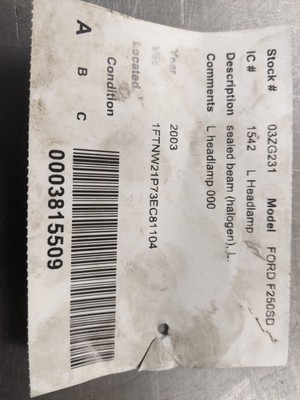 Stock # 03ZG231 Model FORD F250SD
IC # 1542 L Headlamp
Description sealed beam (halogen), L.
Comments L headlamp 000
Year 2003
Vin 1FTNW21P73EC81104
Located
Condition
A B C
0003815509